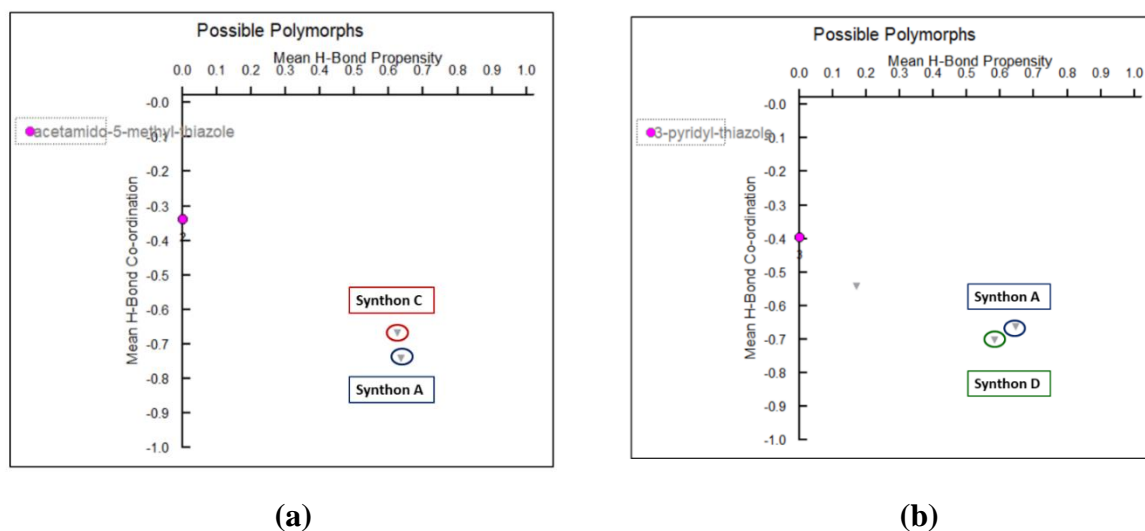 Possible Polymorphs
Mean H-Bond Propensity
0.0 0.1 0.2 0.3 0.4 0.5 0.6 0.7 0.8 0.9 1.0
-0.0
acetamido-5-methyl-thiazole
-0.1
-0.2
-0.3
-0.4
-0.5
-0.6
-0.7
-0.8
-0.9
-1.0
Mean H-Bond Co-ordination
Synthon C
Synthon A
(a)
Possible Polymorphs
Mean H-Bond Propensity
0.0 0.1 0.2 0.3 0.4 0.5 0.6 0.7 0.8 0.9 1.0
-0.0
3-pyridyl-thiazole
-0.1
-0.2
-0.3
-0.4
3
-0.5
-0.6
-0.7
-0.8
-0.9
-1.0
Mean H-Bond Co-ordination
Synthon A
Synthon D
(b)